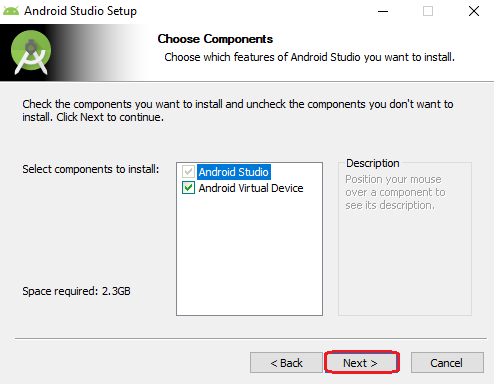 Android Studio Setup
Choose Components
Choose which features of Android Studio you want to install.
Check the components you want to install and uncheck the components you don't want to
install. Click Next to continue.
Select components to install:
Android Studio
Android Virtual Device
Description
Position your mouse
over a component to
see its description.
Space required: 2.3GB
< Back
Next >
Cancel